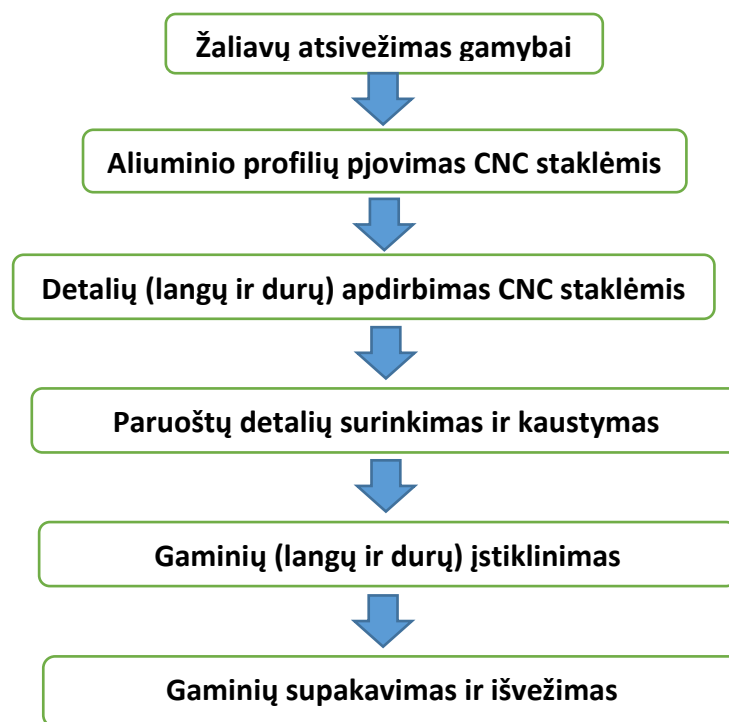 Žaliavų atsivežimas gamybai
Aliuminio profilių pjovimas CNC staklėmis
Detalių (langų ir durų) apdirbimas CNC staklėmis
Paruoštų detalių surinkimas ir kaustymas
Gaminių (langų ir durų) įstiklinimas
Gaminių supakavimas ir išvežimas